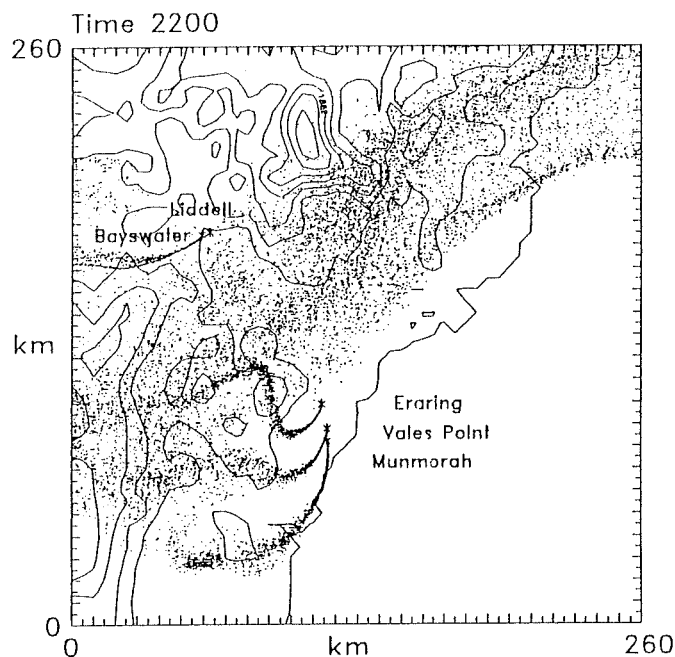 Time 2200
260
Liddell
Bayswater
km
Eraring
Vales Point
Munmorah
0
0
km
260